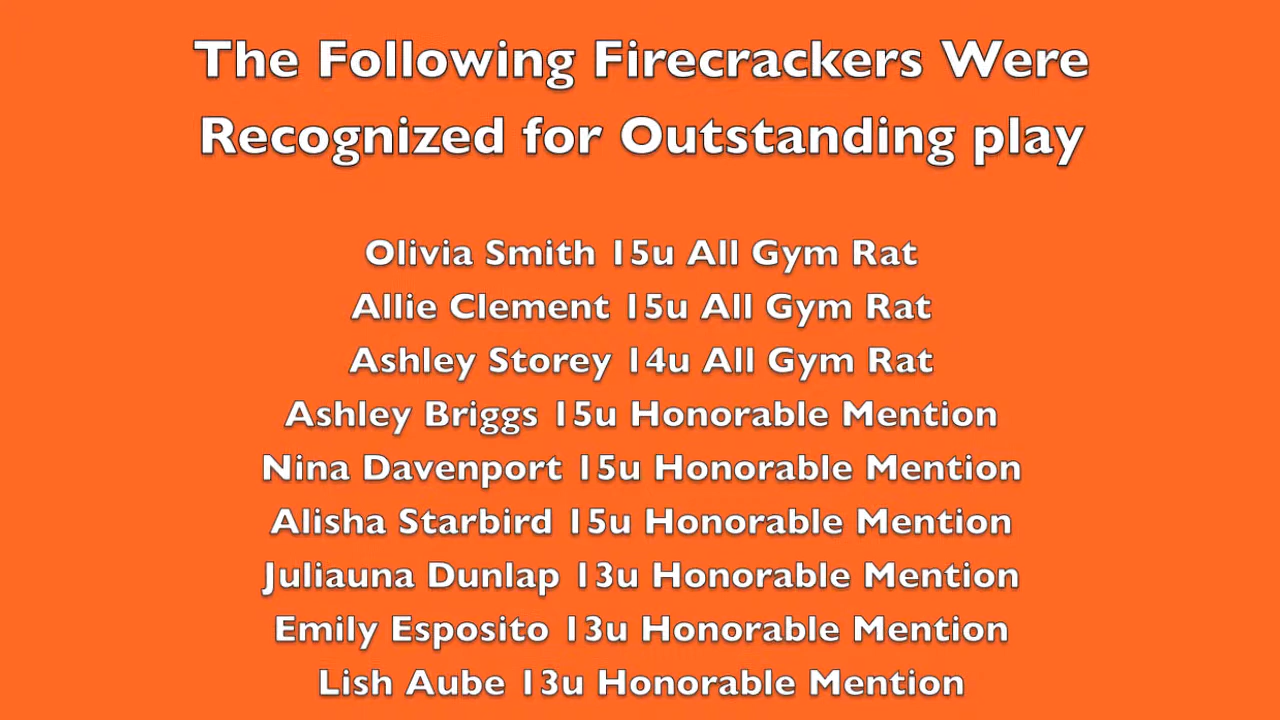 The Following Firecrackers Were
Recognized for Outstanding play
Olivia Smith 15u All Gym Rat
Allie Clement 15u All Gym Rat
Ashley Storey 14u All Gym Rat
Ashley Briggs 15u Honorable Mention
Nina Davenport 15u Honorable Mention
Alisha Starbird 15u Honorable Mention
Juliauna Dunlap 13u Honorable Mention
Emily Esposito 13u Honorable Mention
Lish Aube 13u Honorable Mention